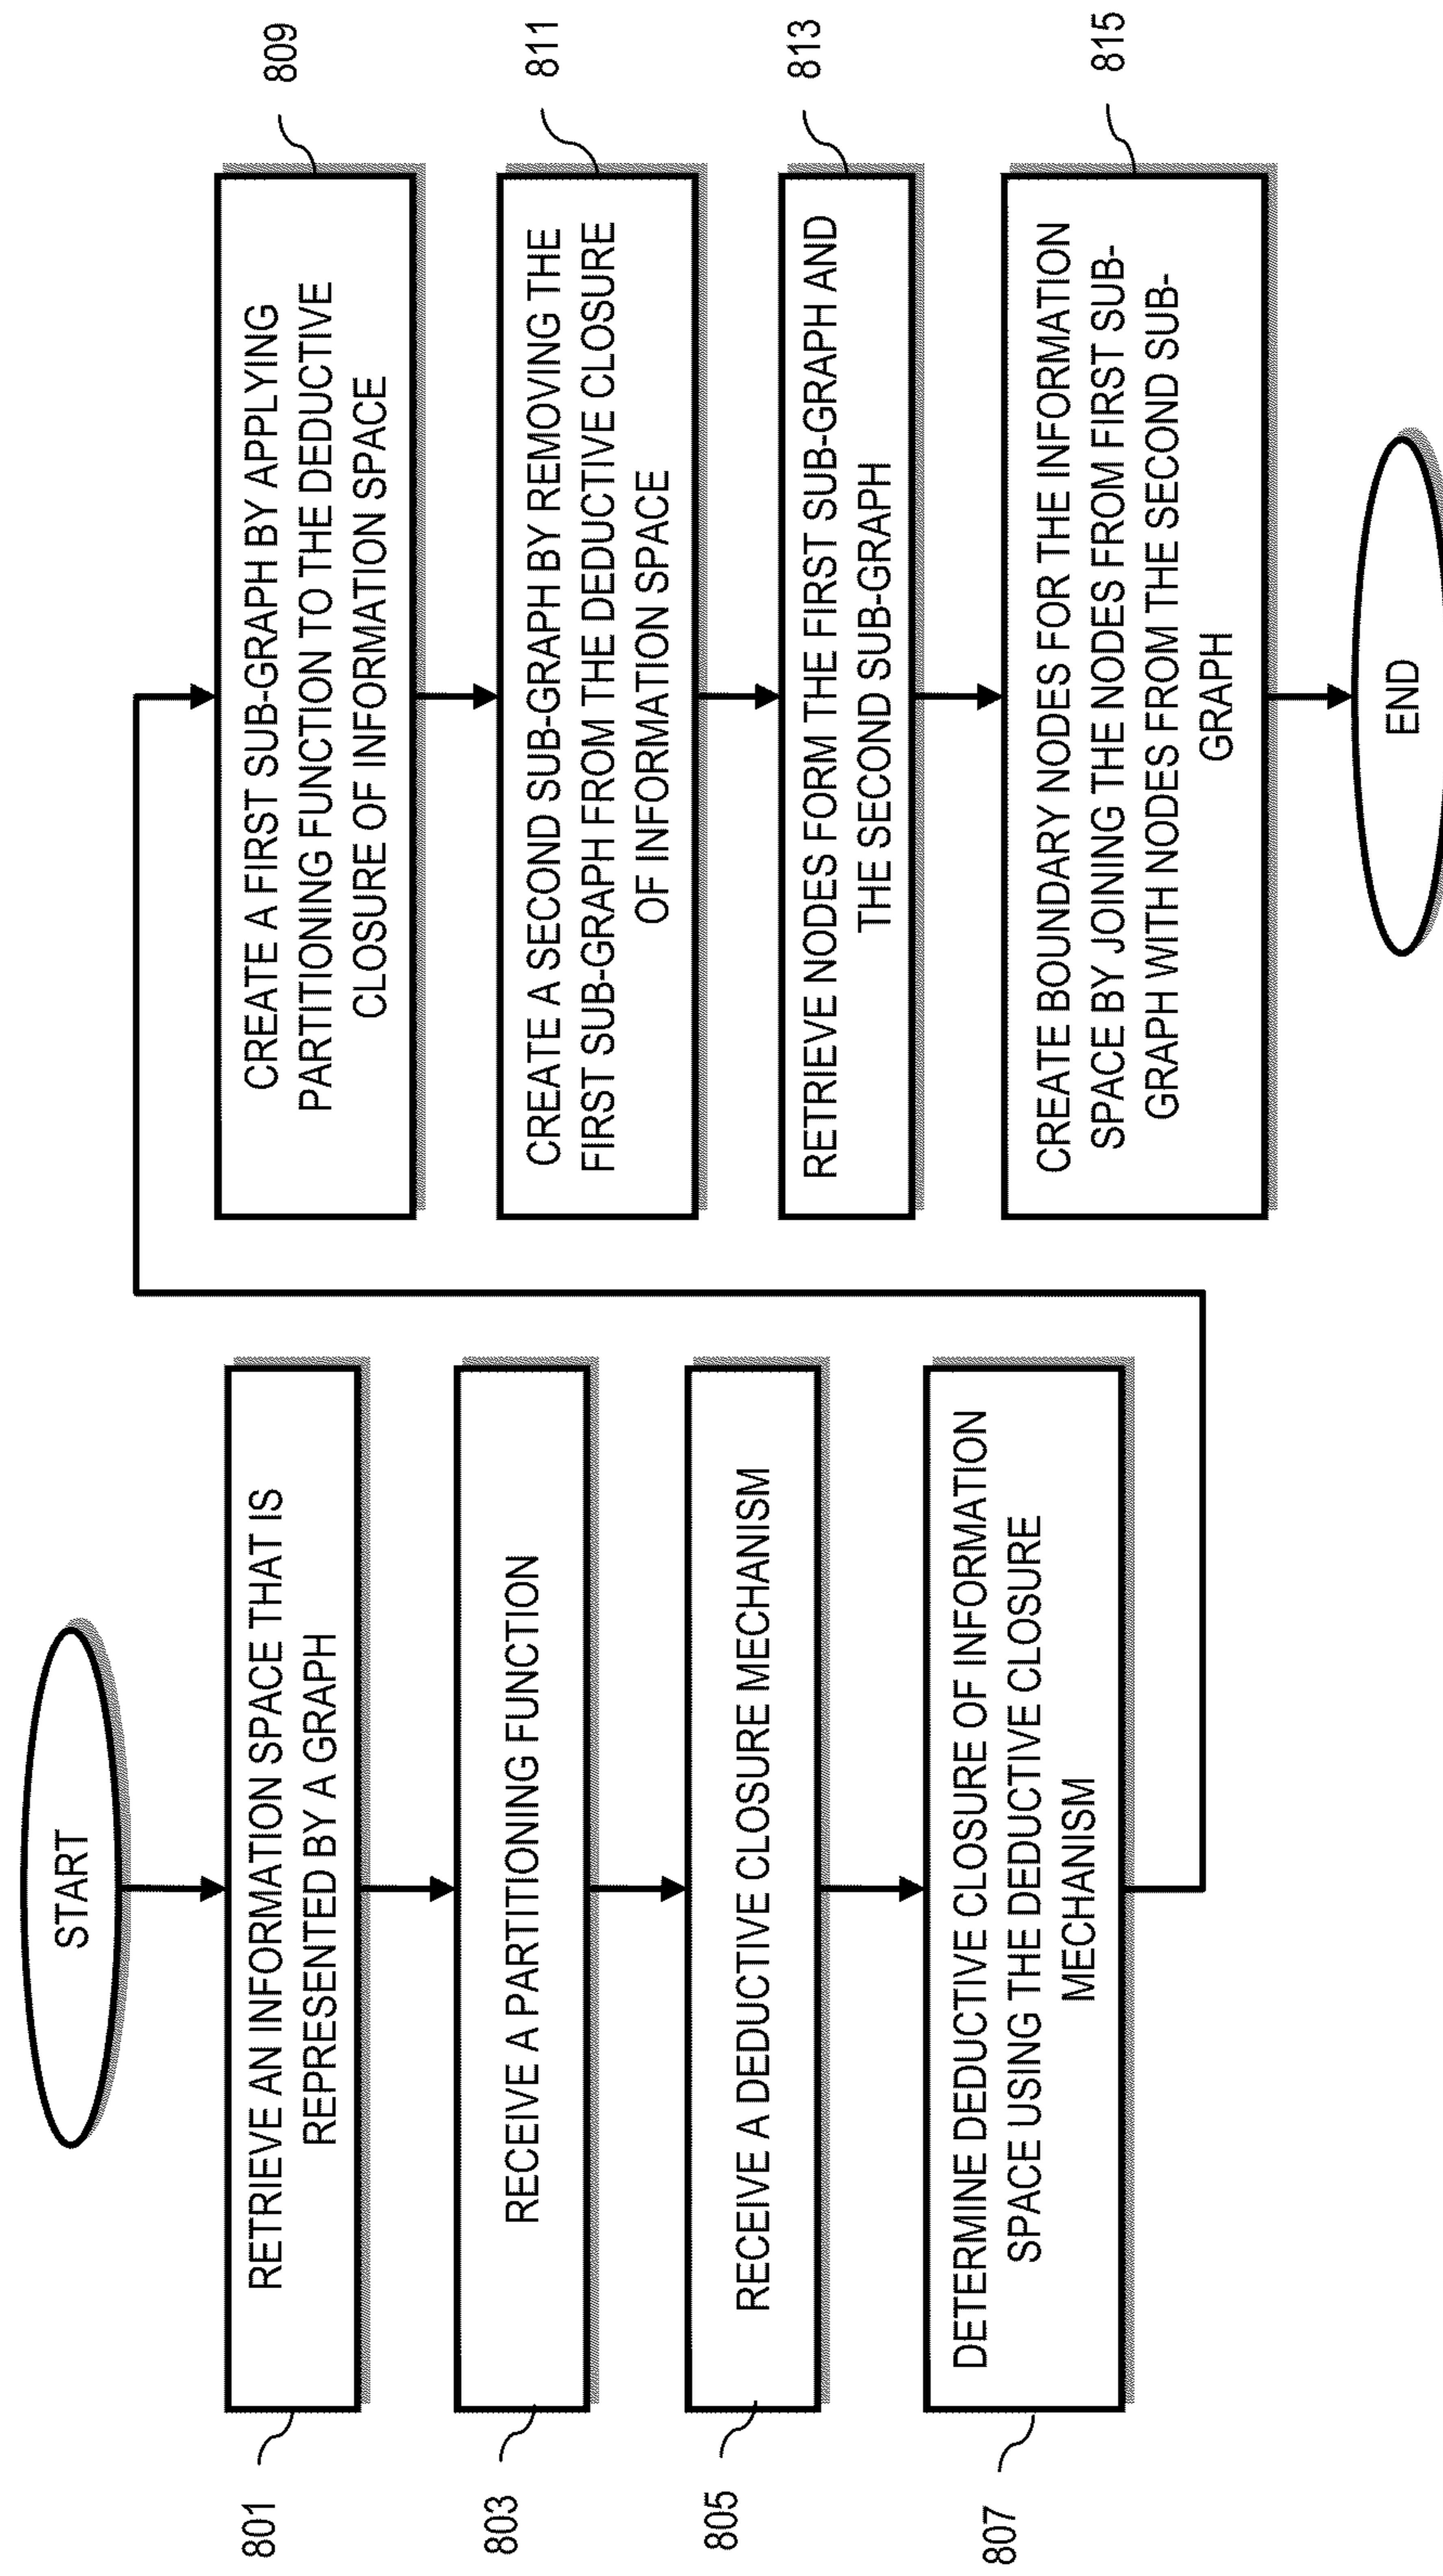 START
RETRIEVE AN INFORMATION SPACE THAT IS
REPRESENTED BY A GRAPH
801
RECEIVE A PARTITIONING FUNCTION
803
RECEIVE A DEDUCTIVE CLOSURE MECHANISM
805
DETERMINE DEDUCTIVE CLOSURE OF INFORMATION
SPACE USING THE DEDUCTIVE CLOSURE
MECHANISM
807
CREATE A FIRST SUB-GRAPH BY APPLYING
PARTITIONING FUNCTION TO THE DEDUCTIVE
CLOSURE OF INFORMATION SPACE
809
CREATE A SECOND SUB-GRAPH BY REMOVING THE
FIRST SUB-GRAPH FROM THE DEDUCTIVE CLOSURE
OF INFORMATION SPACE
811
RETRIEVE NODES FORM THE FIRST SUB-GRAPH AND
THE SECOND SUB-GRAPH
813
CREATE BOUNDARY NODES FOR THE INFORMATION
SPACE BY JOINING THE NODES FROM FIRST SUB-
GRAPH WITH NODES FROM THE SECOND SUB-
GRAPH
815
END